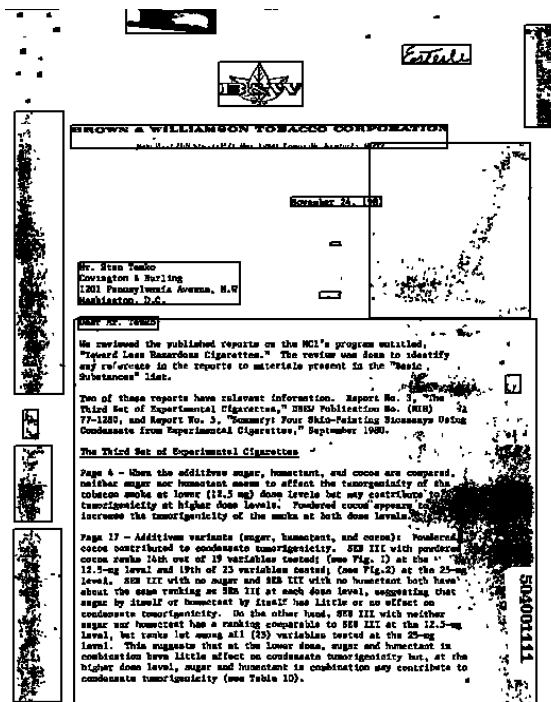 B&W
BROWN & WILLIAMSON TOBACCO CORPORATION
November 24, 198
Mr. Stan Temko
Covington & Burling
1201 Pennsylvania Avenue, N.W
Washington, D.C.
Dear Mr. Temko
We reviewed the published reports on the NCI's program entitled,
"Toward Less Hazardous Cigarettes." The review was done to identify
any reference in the reports to materials present in the "Basic
Substances" list.
Two of these reports have relevant information. Report No. 3, "The
Third Set of Experimental Cigarettes," DHEW Publication No. (NIH)
77-1280, and Report No. 5, "Summary: Four Skin-Painting Bioassays Using
Condensate from Experimental Cigarettes," September 1980.
The Third Set of Experimental Cigarettes
Page 4 - When the additives sugar, humectant, and cocoa are compared,
neither sugar nor humectant seems to affect the tumorigenicity of the
tobacco smoke at lower (12.5 mg) dose levels but may contribute to
tumorigenicity at higher dose levels. Powdered cocoa appears to
increase the tumorigenicity of the smoke at both dose levels.
Page 17 - Additives variants (sugar, humectant, and cocoa): Powdered
cocoa contributed to condensate tumorigenicity. SEB III with powdered
cocoa ranks 14th out of 19 variables tested; (see Fig. 1) at the
12.5-mg level and 19th of 23 variables tested; (see Fig.2) at the 25-mg
level. SEB III with no sugar and SEB III with no humectant both have
about the same ranking as SEB III at each dose level, suggesting that
sugar by itself or humectant by itself has little or no effect on
condensate tumorigenicity. On the other hand, SEB III with neither
sugar nor humectant has a ranking comparable to SEB III at the 12.5-mg
level, but ranks 1st among all (23) variables tested at the 25-mg
level. This suggests that at the lower dose, sugar and humectant in
combination have little affect on condensate tumorigenicity but, at the
higher dose level, sugar and humectant in combination may contribute to
condensate tumorigenicity (see Table 10).
504001111